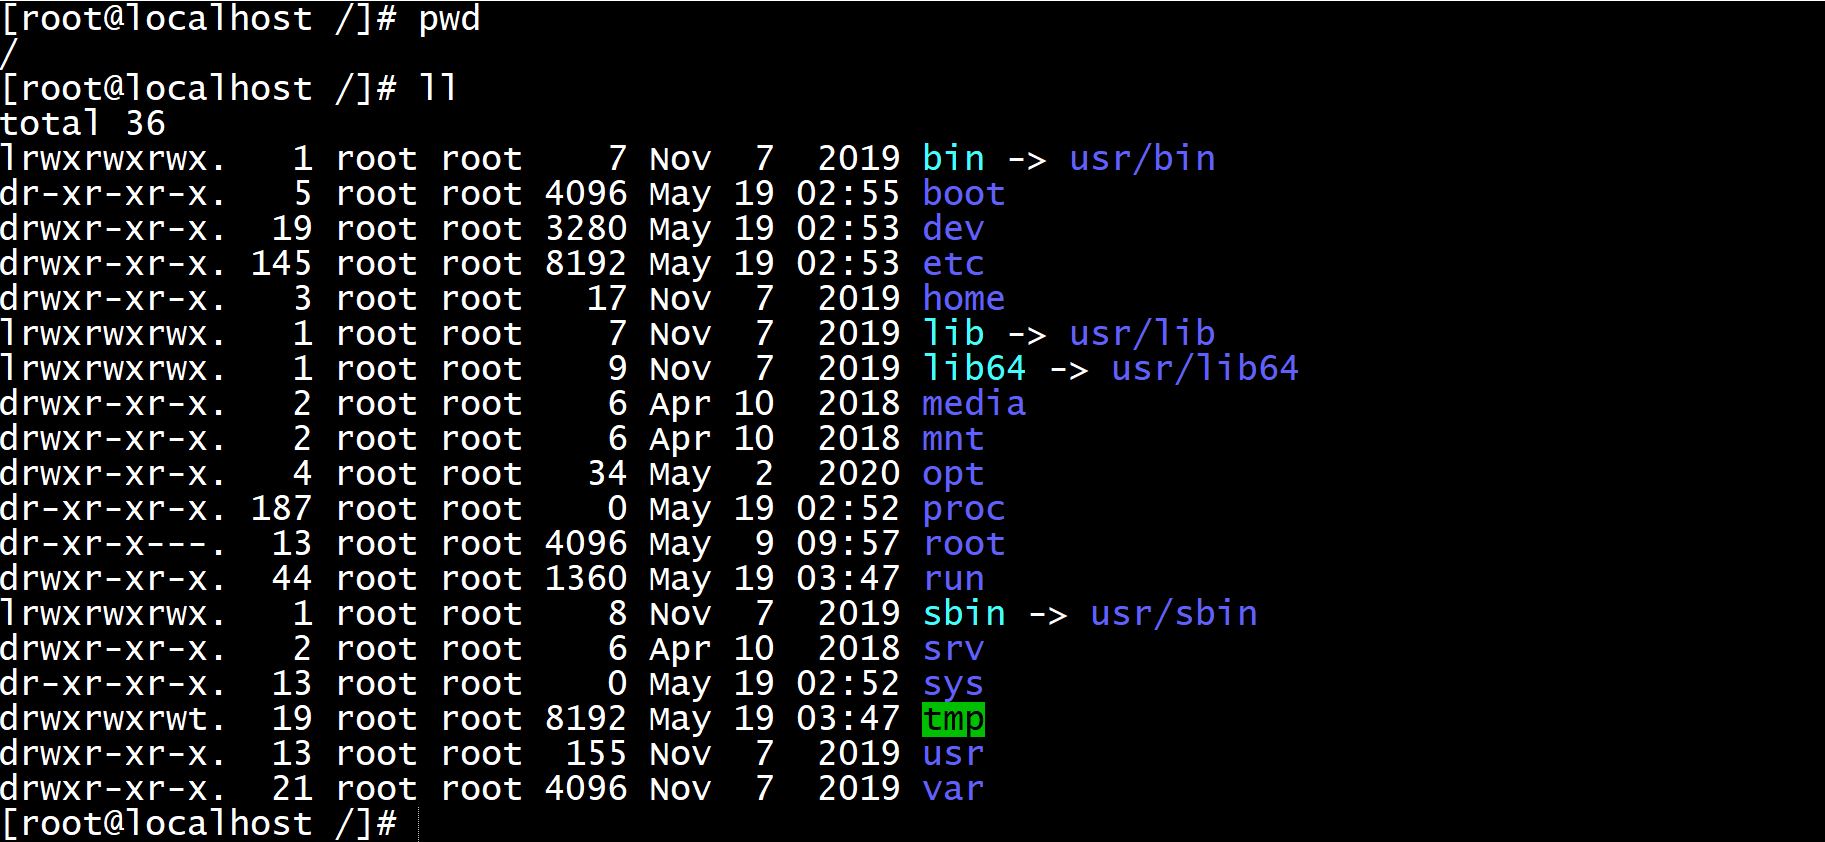 [root@localhost /]# pwd
/
[root@localhost /]# ll
total 36
lrwxrwxrwx.   1 root root    7 Nov  7  2019 bin -> usr/bin
dr-xr-xr-x.   5 root root 4096 May 19 02:55 boot
drwxr-xr-x.  19 root root 3280 May 19 02:53 dev
drwxr-xr-x. 145 root root 8192 May 19 02:53 etc
drwxr-xr-x.   3 root root   17 Nov  7  2019 home
lrwxrwxrwx.   1 root root    7 Nov  7  2019 lib -> usr/lib
lrwxrwxrwx.   1 root root    9 Nov  7  2019 lib64 -> usr/lib64
drwxr-xr-x.   2 root root    6 Apr 10  2018 media
drwxr-xr-x.   2 root root    6 Apr 10  2018 mnt
drwxr-xr-x.   4 root root   34 May  2  2020 opt
dr-xr-xr-x. 187 root root    0 May 19 02:52 proc
dr-xr-x---.  13 root root 4096 May  9 09:57 root
drwxr-xr-x.  44 root root 1360 May 19 03:47 run
lrwxrwxrwx.   1 root root    8 Nov  7  2019 sbin -> usr/sbin
drwxr-xr-x.   2 root root    6 Apr 10  2018 srv
dr-xr-xr-x.  13 root root    0 May 19 02:52 sys
drwxrwxrwt.  19 root root 8192 May 19 03:47 tmp
drwxr-xr-x.  13 root root  155 Nov  7  2019 usr
drwxr-xr-x.  21 root root 4096 Nov  7  2019 var
[root@localhost /]#